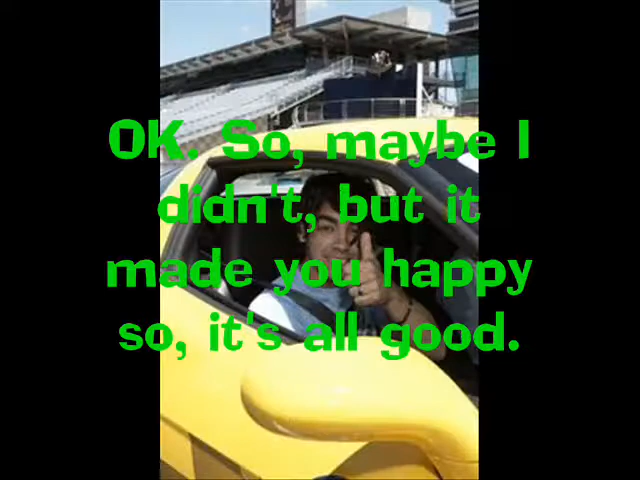 OK. So, maybe I
didn't, but it
made you happy
so, it's all good.